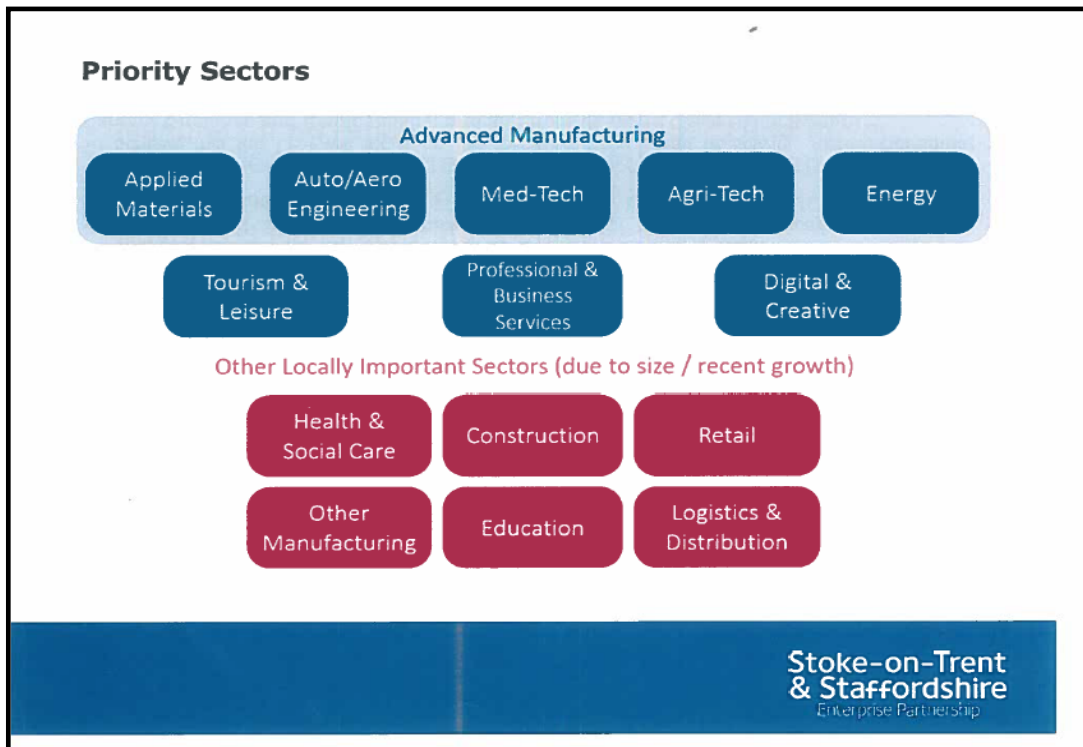 Priority Sectors
Advanced Manufacturing
Applied
Materials
Auto/Aero
Engineering
Med-Tech
Agri-Tech
Energy
Tourism &
Leisure
Professional &
Business
Services
Digital &
Creative
Other Locally Important Sectors (due to size / recent growth)
Health &
Social Care
Construction
Retail
Other
Manufacturing
Education
Logistics &
Distribution
Stoke-on-Trent
& Staffordshire
Enterprise Partnership